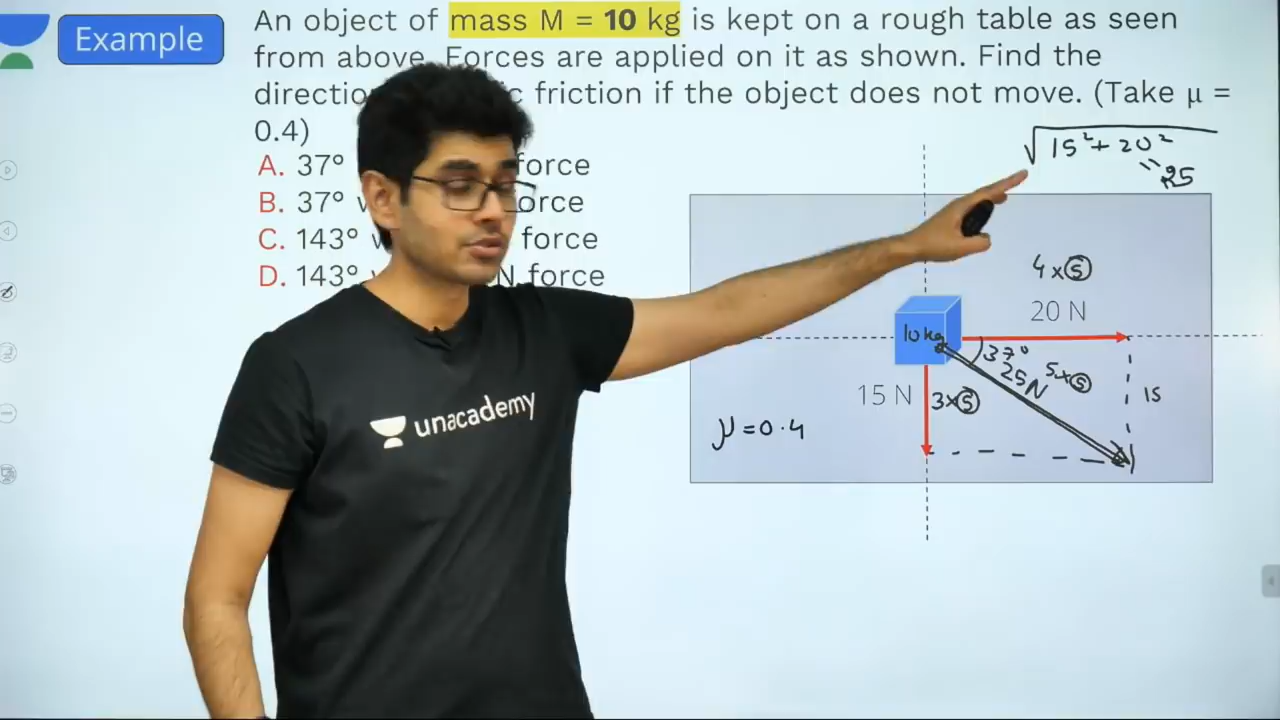 Example
An object of mass M = 10 kg is kept on a rough table as seen
from above. Forces are applied on it as shown. Find the
friction if the object does not move. (Take μ =
0.4)
A. 37° force
B. 37°
C. 143° force
D. 143° N force
√15²+20²
25
4×5
20 N
10kg
37°
25N 5×5
15 N 3×5
15
μ=0.4
unacademy